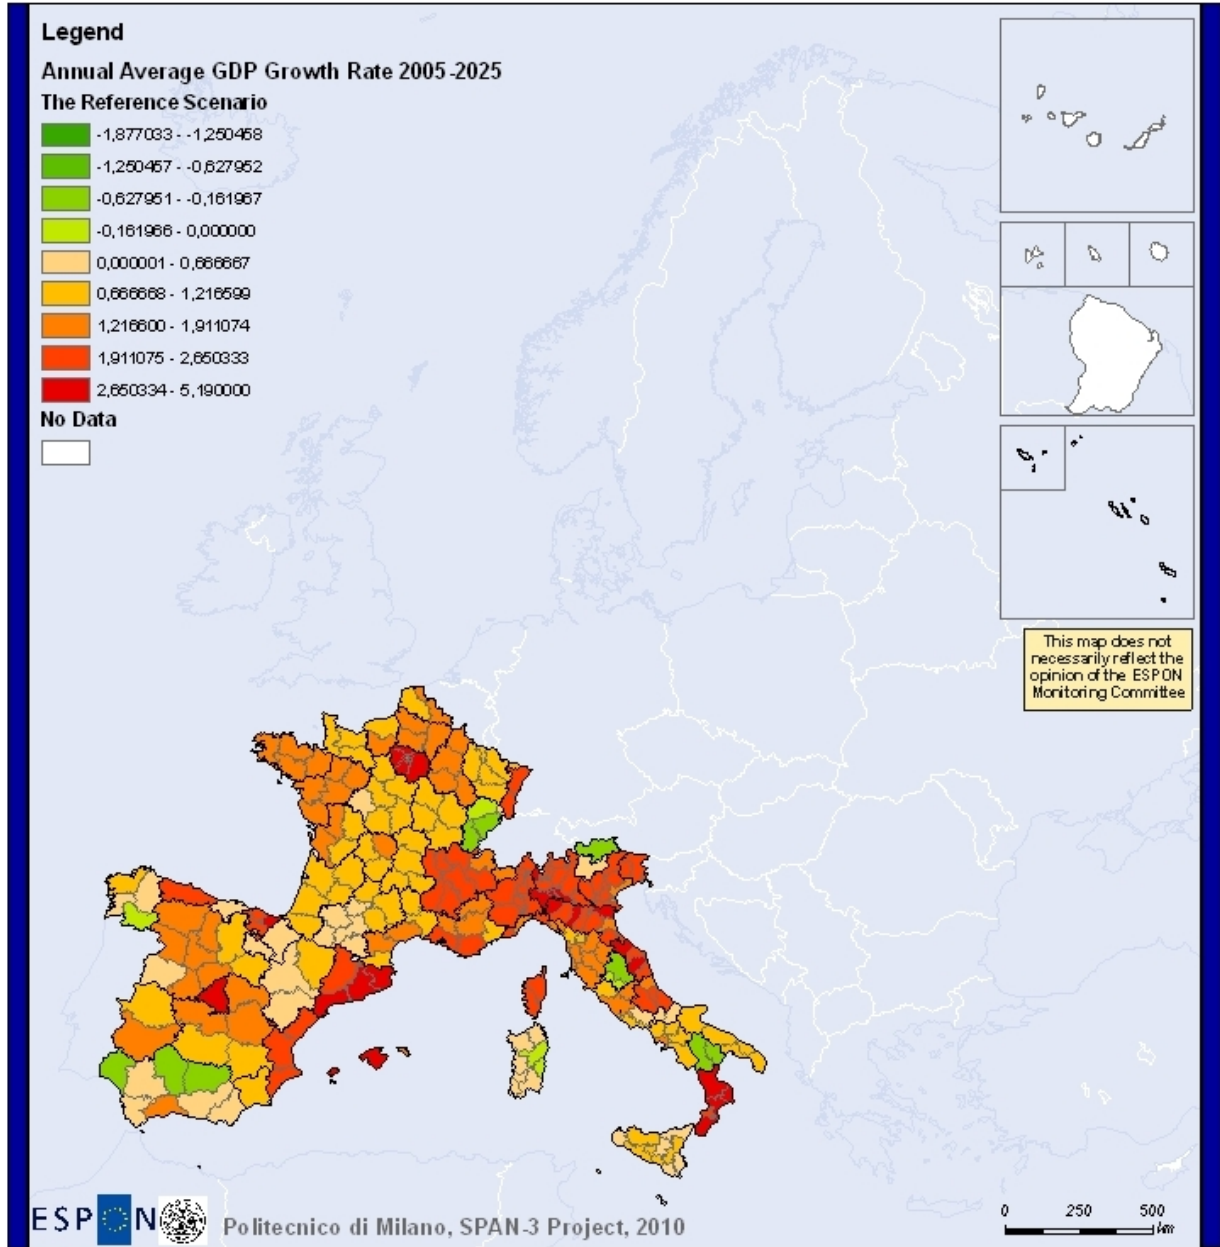 Legend
Annual Average GDP Growth Rate 2005-2025
The Reference Scenario
-1,877033 - -1,250458
-1,250457 - -0,627952
-0,627951 - -0,161967
-0,161966 - 0,000000
0,000001 - 0,666667
0,666668 - 1,216599
1,216600 - 1,911074
1,911075 - 2,650333
2,650334 - 5,190000
No Data
This map does not
necessarily reflect the
opinion of the ESPON
Monitoring Committee
ESPON
Politecnico di Milano, SPAN-3 Project, 2010
0 250 500
km